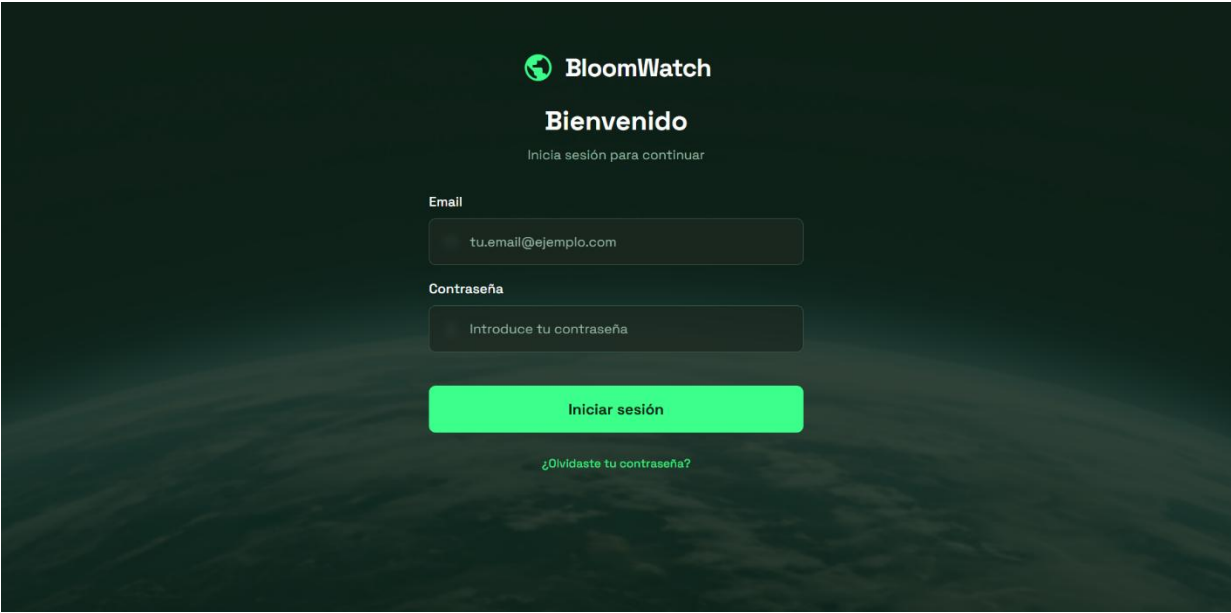 BloomWatch
Bienvenido
Inicia sesión para continuar
Email
tu.email@ejemplo.com
Contraseña
Introduce tu contraseña
Iniciar sesión
¿Olvidaste tu contraseña?